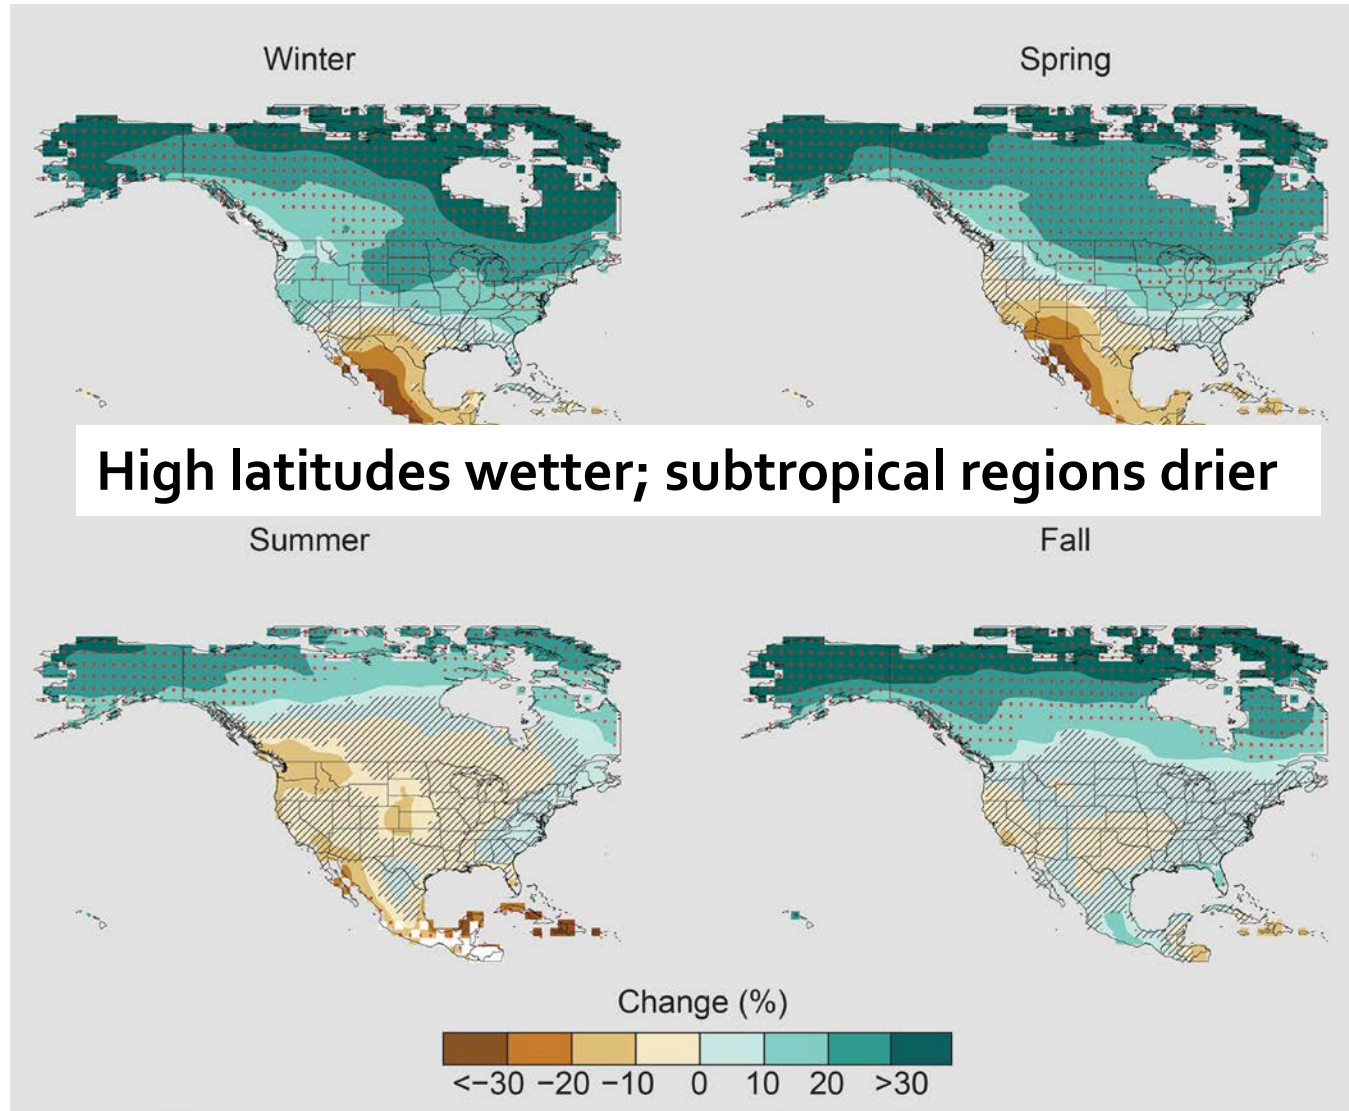 Winter
Spring
High latitudes wetter; subtropical regions drier
Summer
Fall
Change (%)
<−30 −20 −10 0 10 20 >30